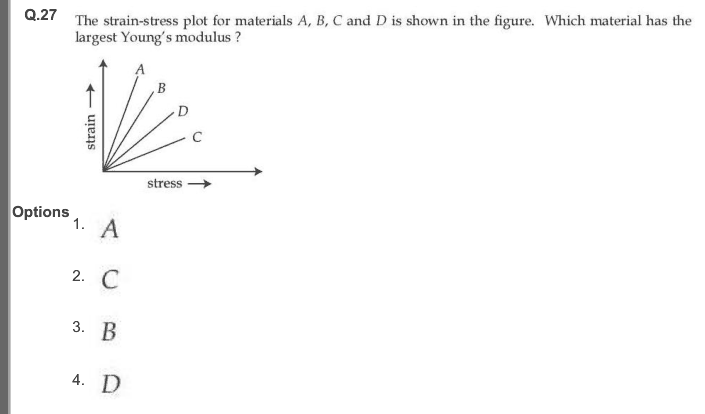 Q.27 The strain-stress plot for materials A, B, C and D is shown in the figure. Which material has the
largest Young's modulus ?
A
B
D
C
strain
stress
Options
1. A
2. C
3. B
4. D